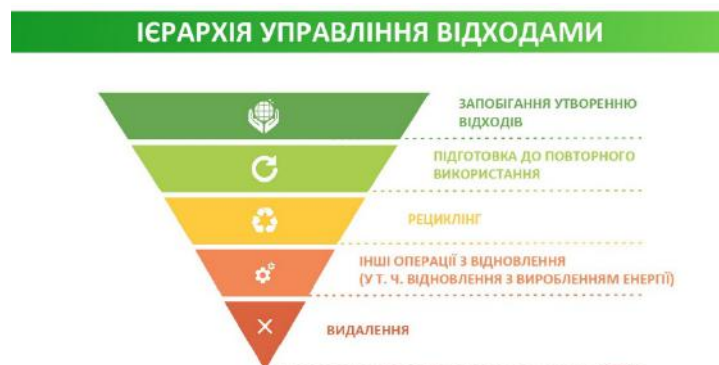 ІЄРАРХІЯ УПРАВЛІННЯ ВІДХОДАМИ
ЗАПОБІГАННЯ УТВОРЕННЮ
ВІДХОДІВ
ПІДГОТОВКА ДО ПОВТОРНОГО
ВИКОРИСТАННЯ
РЕЦИКЛІНГ
ІНШІ ОПЕРАЦІЇ З ВІДНОВЛЕННЯ
(У Т. Ч. ВІДНОВЛЕННЯ З ВИРОБЛЕННЯМ ЕНЕРГІЇ)
ВИДАЛЕННЯ